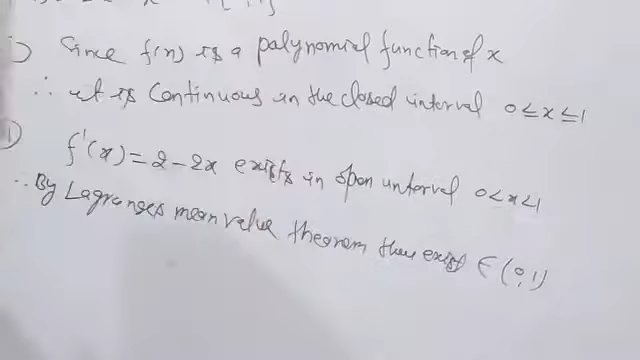 Since f(x) is a polynomial function of x
∴ it is Continuous in the closed interval 0≤x≤1
f'(x)=2-2x exists in open interval 0<x<1
∴ By Lagranges mean value theorem there exist ∈ (0,1)